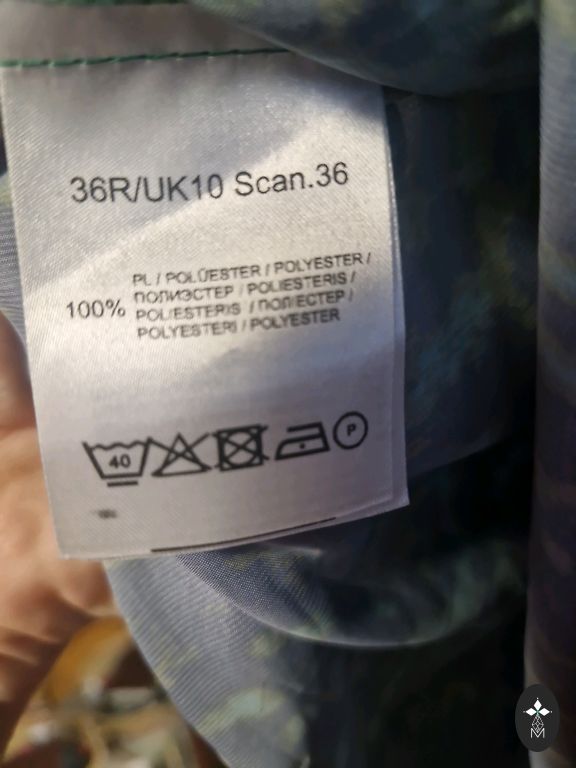 36R/UK10 Scan.36
100%
PL / POLÜESTER / POLYESTER /
ПОЛИЭСТЕР / POLIESTERIS /
POLIESTERIS / ПОЛІЕСТЕР /
POLYESTERI / POLYESTER
40
P
M